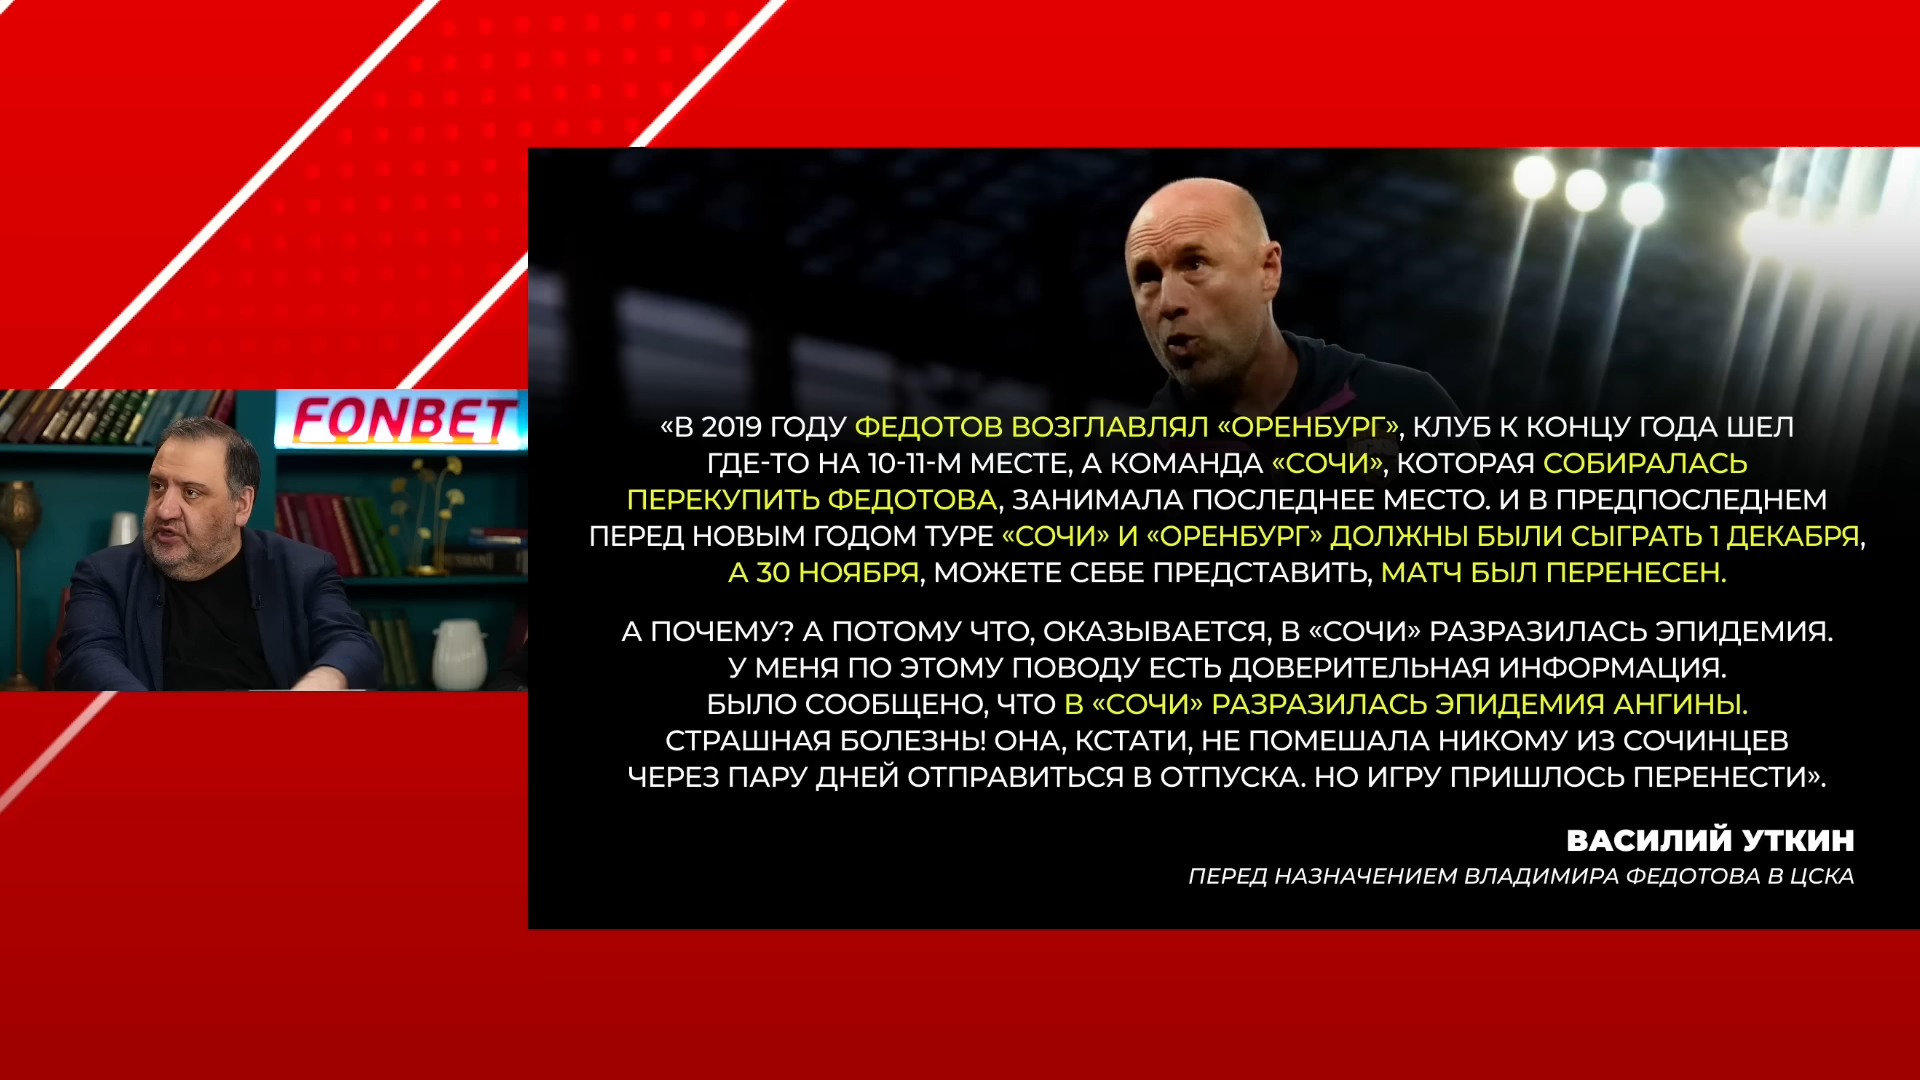 FONBET
«В 2019 ГОДУ ФЕДОТОВ ВОЗГЛАВЛЯЛ «ОРЕНБУРГ», КЛУБ К КОНЦУ ГОДА ШЕЛ
ГДЕ-ТО НА 10-11-М МЕСТЕ, А КОМАНДА «СОЧИ», КОТОРАЯ СОБИРАЛАСЬ
ПЕРЕКУПИТЬ ФЕДОТОВА, ЗАНИМАЛА ПОСЛЕДНЕЕ МЕСТО. И В ПРЕДПОСЛЕДНЕМ
ПЕРЕД НОВЫМ ГОДОМ ТУРЕ «СОЧИ» И «ОРЕНБУРГ» ДОЛЖНЫ БЫЛИ СЫГРАТЬ 1 ДЕКАБРЯ,
А 30 НОЯБРЯ, МОЖЕТЕ СЕБЕ ПРЕДСТАВИТЬ, МАТЧ БЫЛ ПЕРЕНЕСЕН.
А ПОЧЕМУ? А ПОТОМУ ЧТО, ОКАЗЫВАЕТСЯ, В «СОЧИ» РАЗРАЗИЛАСЬ ЭПИДЕМИЯ.
У МЕНЯ ПО ЭТОМУ ПОВОДУ ЕСТЬ ДОВЕРИТЕЛЬНАЯ ИНФОРМАЦИЯ.
БЫЛО СООБЩЕНО, ЧТО В «СОЧИ» РАЗРАЗИЛАСЬ ЭПИДЕМИЯ АНГИНЫ.
СТРАШНАЯ БОЛЕЗНЬ! ОНА, КСТАТИ, НЕ ПОМЕШАЛА НИКОМУ ИЗ СОЧИНЦЕВ
ЧЕРЕЗ ПАРУ ДНЕЙ ОТПРАВИТЬСЯ В ОТПУСКА. НО ИГРУ ПРИШЛОСЬ ПЕРЕНЕСТИ».
ВАСИЛИЙ УТКИН
ПЕРЕД НАЗНАЧЕНИЕМ ВЛАДИМИРА ФЕДОТОВА В ЦСКА